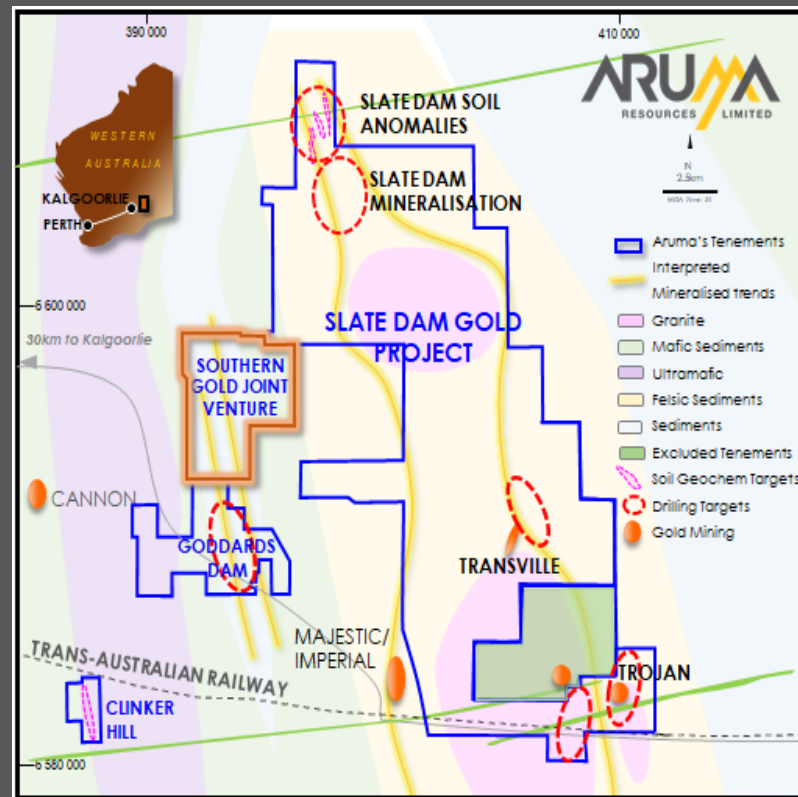 390 000
410 000
ARUMA
RESOURCES LIMITED
WESTERN
AUSTRALIA
KALGOORLIE
PERTH
SLATE DAM SOIL
ANOMALIES
SLATE DAM
MINERALISATION
N
2.5km
Aruma's Tenements
Interpreted
Mineralised trends
Granite
Mafic Sediments
Ultramafic
Felsic Sediments
Sediments
Excluded Tenements
Soil Geochem Targets
Drilling Targets
Gold Mining
6 600 000
30km to Kalgoorlie
SLATE DAM GOLD
PROJECT
SOUTHERN
GOLD JOINT
VENTURE
CANNON
GODDARDS
DAM
TRANSVILLE
MAJESTIC/
IMPERIAL
TROJAN
TRANS-AUSTRALIAN RAILWAY
CLINKER
HILL
6 580 000